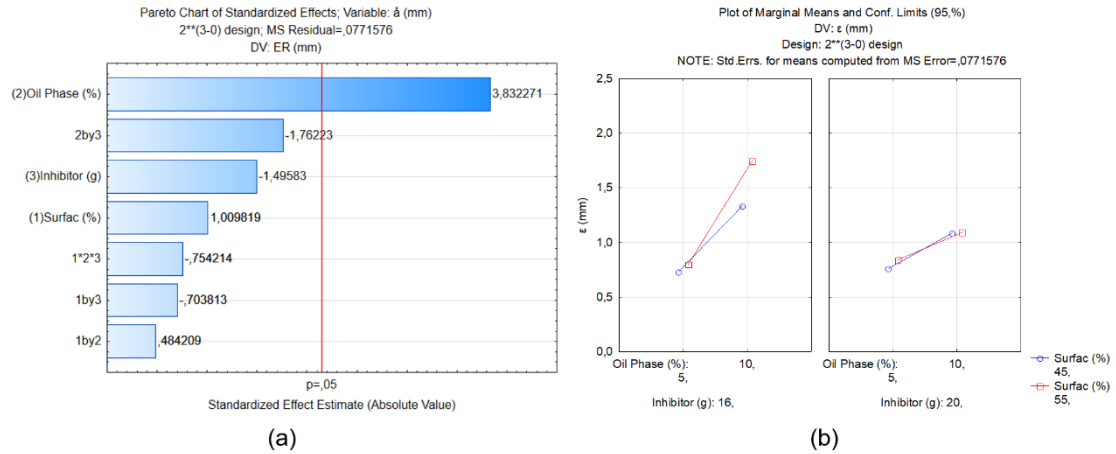 Pareto Chart of Standardized Effects; Variable: å (mm)
2**(3-0) design; MS Residual=,0771576
DV: ER (mm)
(2)Oil Phase (%)
3,832271
2by3
-1,76223
(3)Inhibitor (g)
-1,49583
(1)Surfac (%)
1,009819
1*2*3
-,754214
1by3
-,703813
1by2
,484209
p=,05
Standardized Effect Estimate (Absolute Value)
(a)
Plot of Marginal Means and Conf. Limits (95,%)
DV: ε (mm)
Design: 2**(3-0) design
NOTE: Std.Errs. for means computed from MS Error=,0771576
ε (mm)
2,5
2,0
1,5
1,0
0,5
0,0
Oil Phase (%): 10,
5,
Inhibitor (g): 16,
Oil Phase (%): 10,
5,
Inhibitor (g): 20,
Surfac (%)
45,
Surfac (%)
55,
(b)